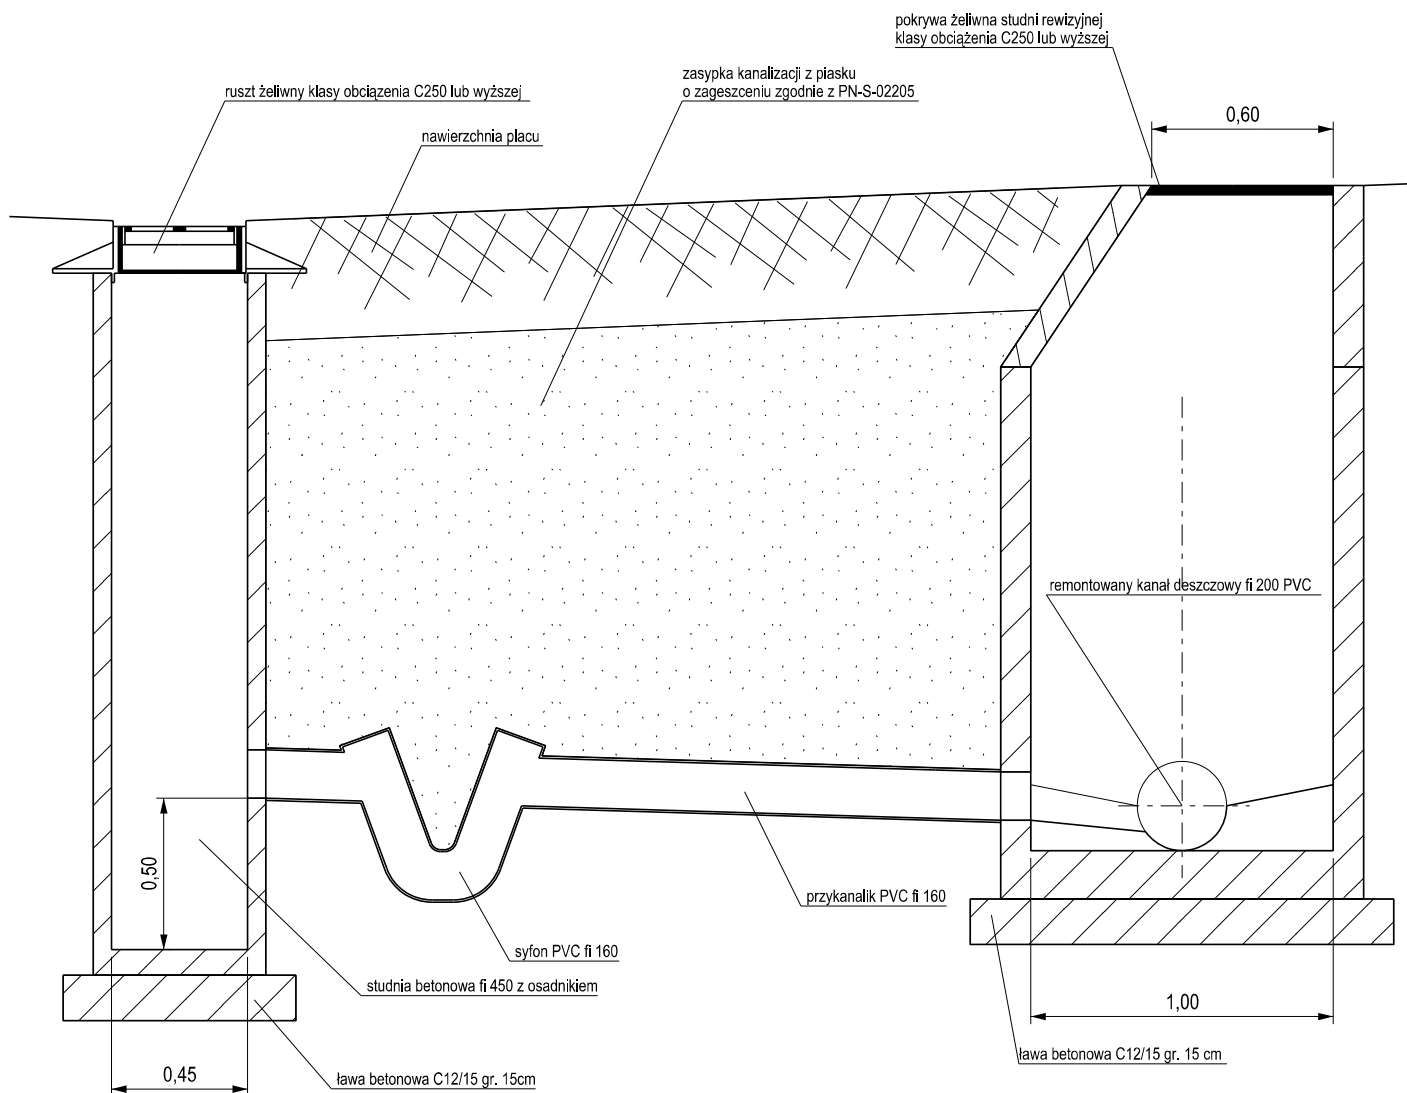 pokrywa żeliwna studni rewizyjnej
klasy obciążenia C250 lub wyższej
zasypka kanalizacji z piasku
o zageszceniu zgodnie z PN-S-02205
ruszt żeliwny klasy obciązenia C250 lub wyższej
0,60
nawierzchnia placu
remontowany kanał deszczowy fi 200 PVC
0,50
przykanalik PVC fi 160
syfon PVC fi 160
studnia betonowa fi 450 z osadnikiem
1,00
ława betonowa C12/15 gr. 15 cm
0,45
ława betonowa C12/15 gr. 15cm